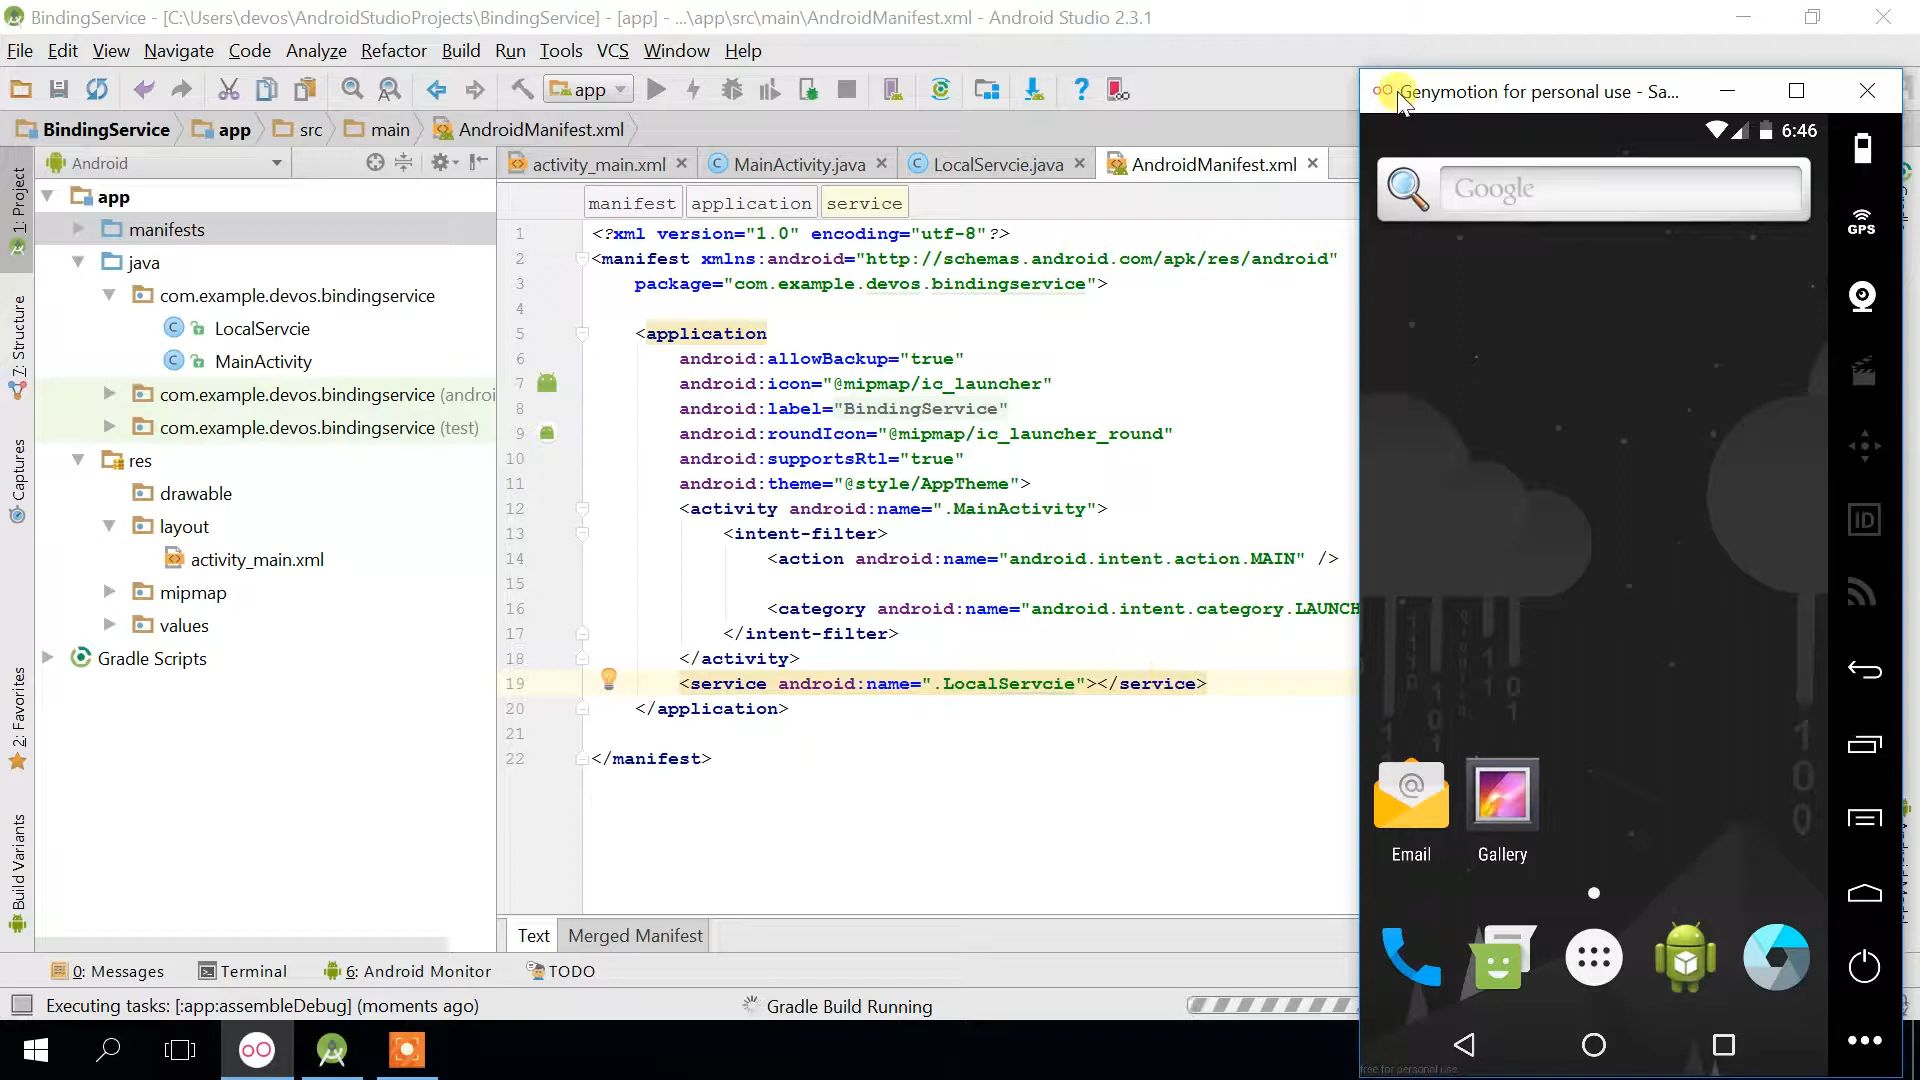 BindingService - [C:\Users\devos\AndroidStudioProjects\BindingService] - [app] - ...\app\src\main\AndroidManifest.xml - Android Studio 2.3.1
File Edit View Navigate Code Analyze Refactor Build Run Tools VCS Window Help
app
BindingService app src main AndroidManifest.xml
Android
activity_main.xml MainActivity.java LocalServcie.java AndroidManifest.xml
manifest application service
1: Project
7: Structure
Captures
2: Favorites
Build Variants
app
manifests
java
com.example.devos.bindingservice
LocalServcie
MainActivity
com.example.devos.bindingservice (androi
com.example.devos.bindingservice (test)
res
drawable
layout
activity_main.xml
mipmap
values
Gradle Scripts
1 <?xml version="1.0" encoding="utf-8"?>
2 <manifest xmlns:android="http://schemas.android.com/apk/res/android"
3 package="com.example.devos.bindingservice">
4
5 <application
6 android:allowBackup="true"
7 android:icon="@mipmap/ic_launcher"
8 android:label="BindingService"
9 android:roundIcon="@mipmap/ic_launcher_round"
10 android:supportsRtl="true"
11 android:theme="@style/AppTheme">
12 <activity android:name=".MainActivity">
13 <intent-filter>
14 <action android:name="android.intent.action.MAIN" />
15
16 <category android:name="android.intent.category.LAUNCH
17 </intent-filter>
18 </activity>
19 <service android:name=".LocalServcie"></service>
20 </application>
21
22 </manifest>
Text Merged Manifest
0: Messages Terminal 6: Android Monitor TODO
Executing tasks: [:app:assembleDebug] (moments ago) Gradle Build Running
Genymotion for personal use - Sa...
6:46
Google
GPS
ID
Email Gallery
free for personal use